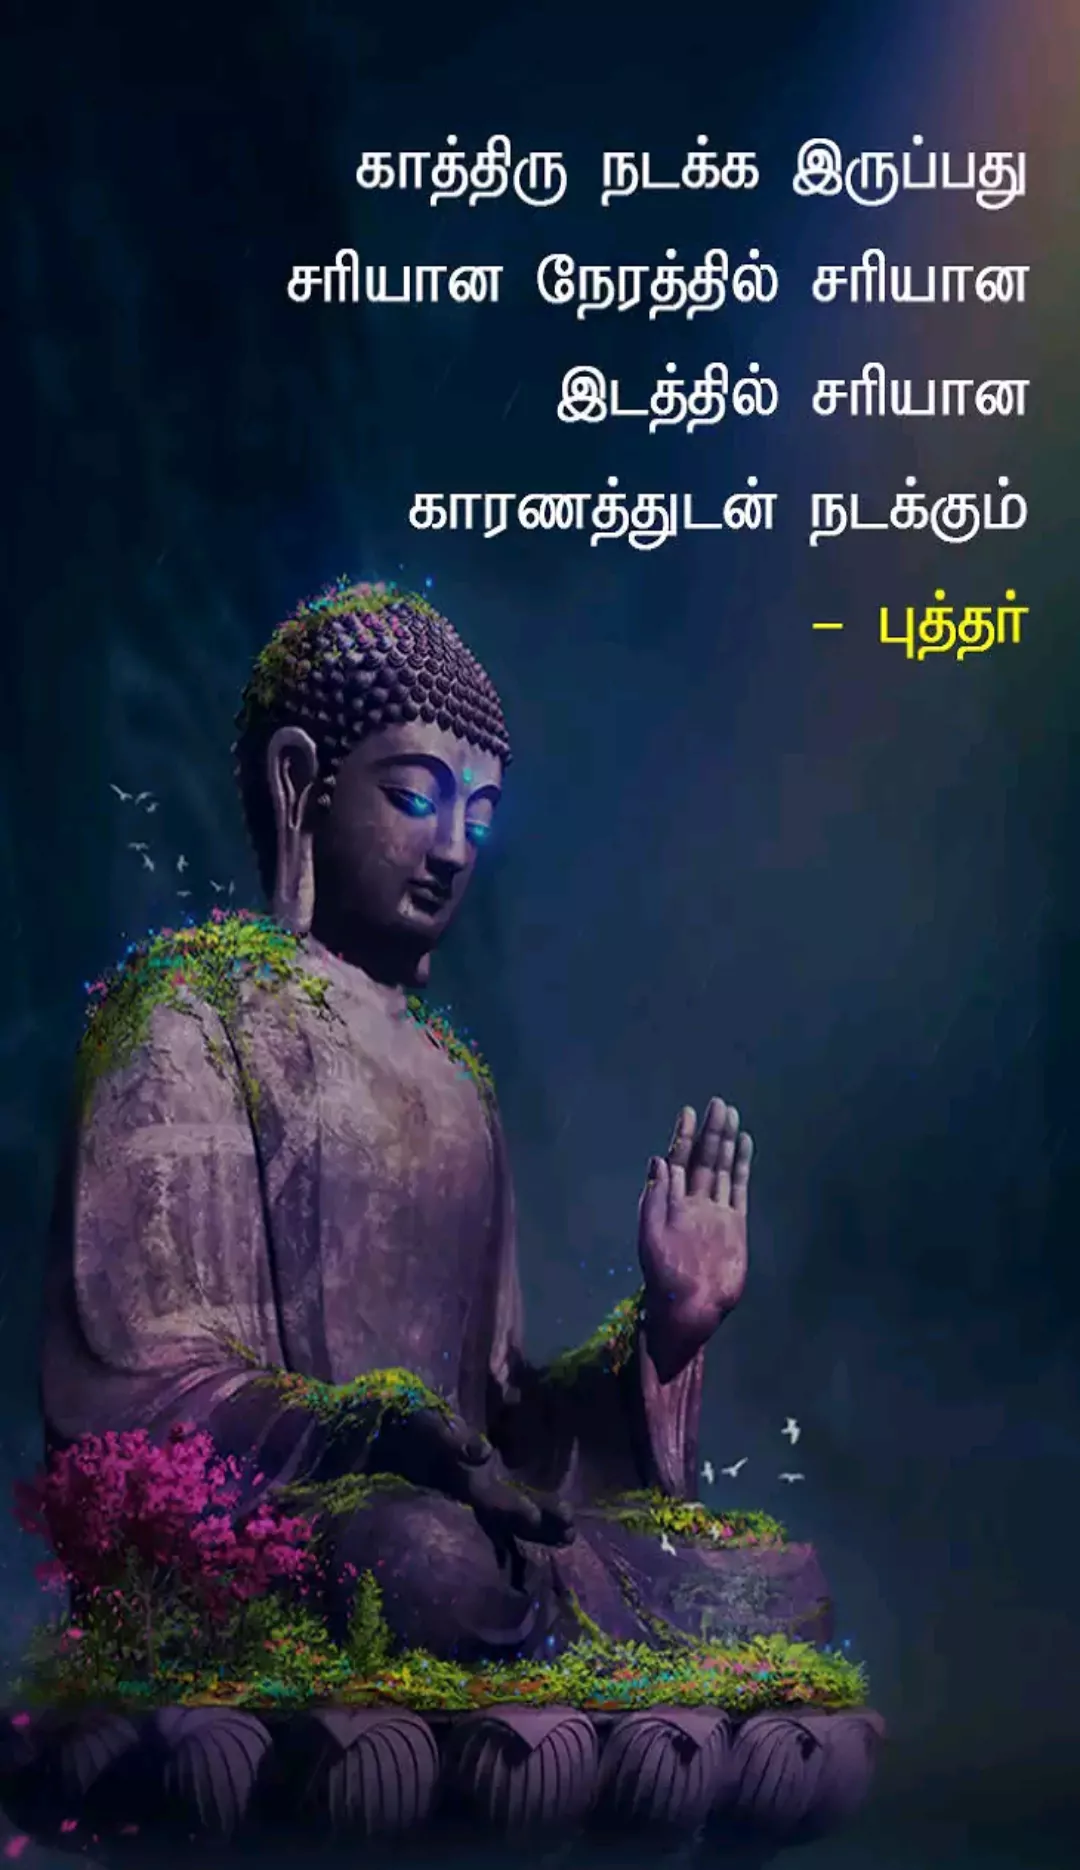 காத்திரு நடக்க இருப்பது
சரியான நேரத்தில் சரியான
இடத்தில் சரியான
காரணத்துடன் நடக்கும்
– புத்தர்